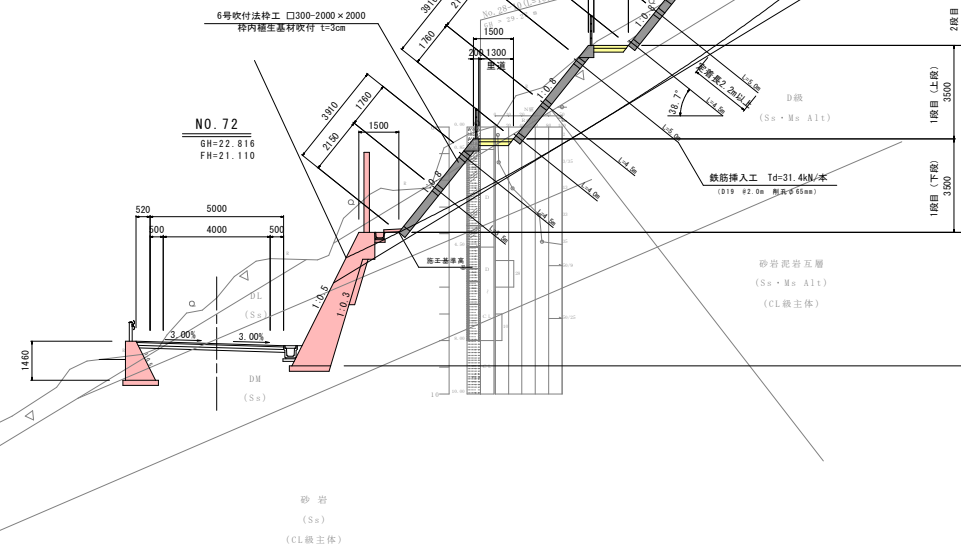 6号吹付法枠工 □300-2000×2000
枠内植生基材吹付 t=3cm
NO.72
GH=22.816
FH=21.110
3910
1760
3910
1760
2150
1500
1500
200
1300
里道
1:0.8
1:0.8
1:0.8
定着長2.2m以上
38.7°
L=5.0m
L=4.5m
L=5.0m
L=4.5m
L=4.0m
L=4.5m
D級
(Ss・Ms Alt)
2段目
1段目（上段）
3500
1段目（下段）
3500
鉄筋挿入工 Td=31.4kN/本
(D19 @2.0m 削孔φ65mm)
520
5000
500
4000
500
施工基準高
砂岩泥岩互層
(Ss・Ms Alt)
(CL級主体)
DL
(Ss)
1:0.5
1:0.3
3.00%
3.00%
1460
DM
(Ss)
砂岩
(Ss)
(CL級主体)